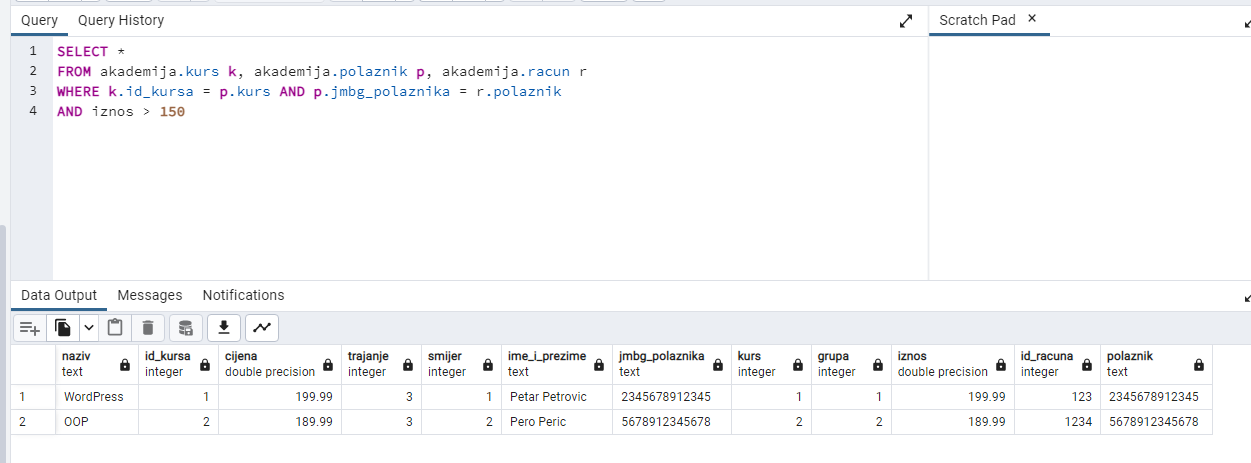 Query Query History Scratch Pad ×
1 SELECT *
2 FROM akademija.kurs k, akademija.polaznik p, akademija.racun r
3 WHERE k.id_kursa = p.kurs AND p.jmbg_polaznika = r.polaznik
4 AND iznos > 150
Data Output Messages Notifications
naziv id_kursa cijena trajanje smijer ime_i_prezime jmbg_polaznika kurs grupa iznos id_racuna polaznik
text integer double precision integer integer text text integer integer double precision integer text
1 WordPress 1 199.99 3 1 Petar Petrovic 2345678912345 1 1 199.99 123 2345678912345
2 OOP 2 189.99 3 2 Pero Peric 5678912345678 2 2 189.99 1234 5678912345678